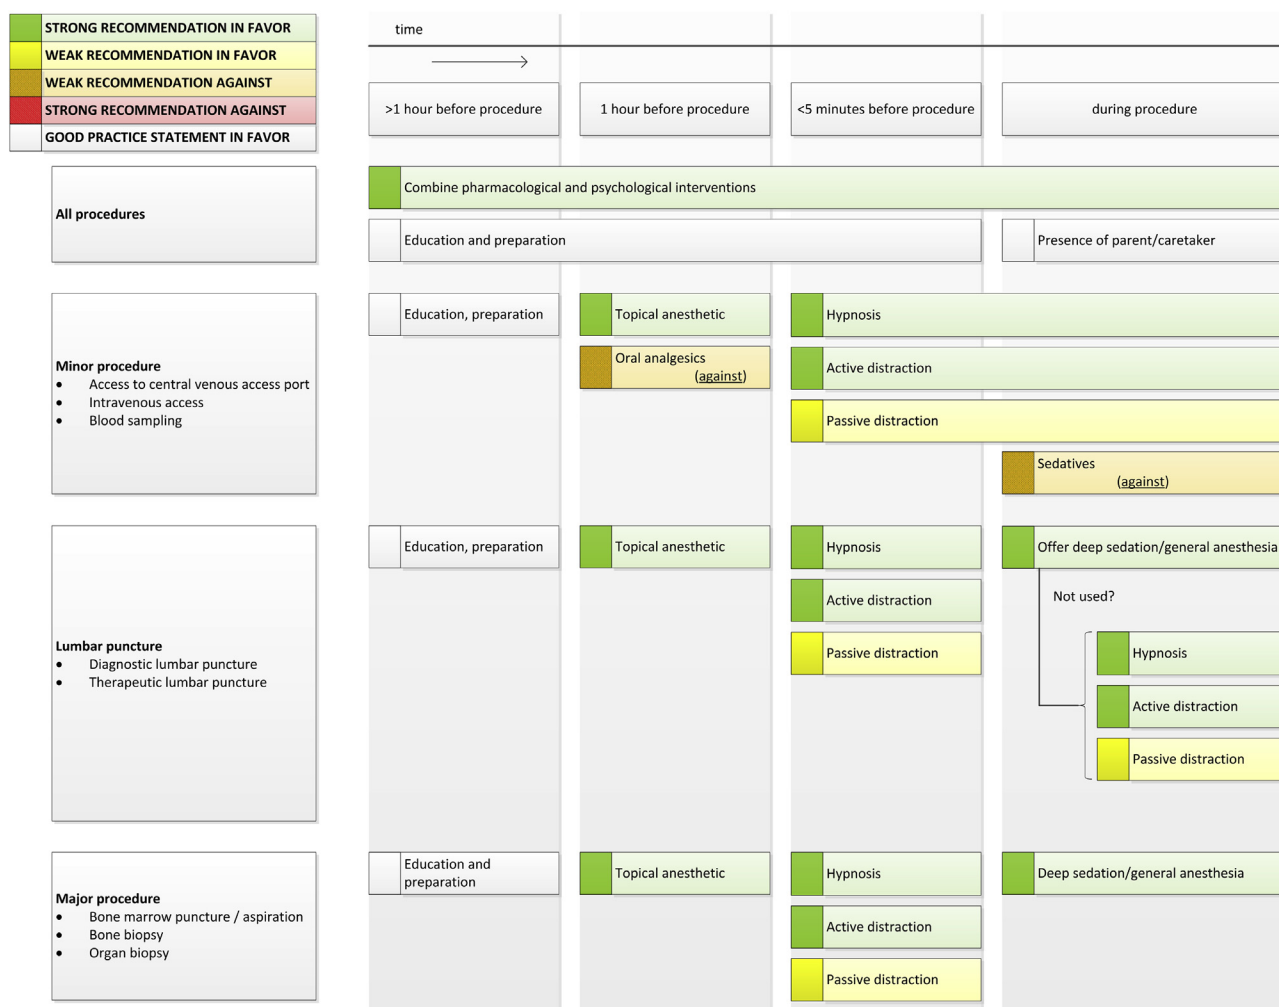 STRONG RECOMMENDATION IN FAVOR
WEAK RECOMMENDATION IN FAVOR
WEAK RECOMMENDATION AGAINST
STRONG RECOMMENDATION AGAINST
GOOD PRACTICE STATEMENT IN FAVOR
time
>1 hour before procedure
1 hour before procedure
<5 minutes before procedure
during procedure
All procedures
Combine pharmacological and psychological interventions
Education and preparation
Presence of parent/caretaker
Minor procedure
• Access to central venous access port
• Intravenous access
• Blood sampling
Education, preparation
Topical anesthetic
Oral analgesics
(against)
Hypnosis
Active distraction
Passive distraction
Sedatives
(against)
Lumbar puncture
• Diagnostic lumbar puncture
• Therapeutic lumbar puncture
Education, preparation
Topical anesthetic
Hypnosis
Active distraction
Passive distraction
Offer deep sedation/general anesthesia
Not used?
Hypnosis
Active distraction
Passive distraction
Major procedure
• Bone marrow puncture / aspiration
• Bone biopsy
• Organ biopsy
Education and
preparation
Topical anesthetic
Hypnosis
Active distraction
Passive distraction
Deep sedation/general anesthesia